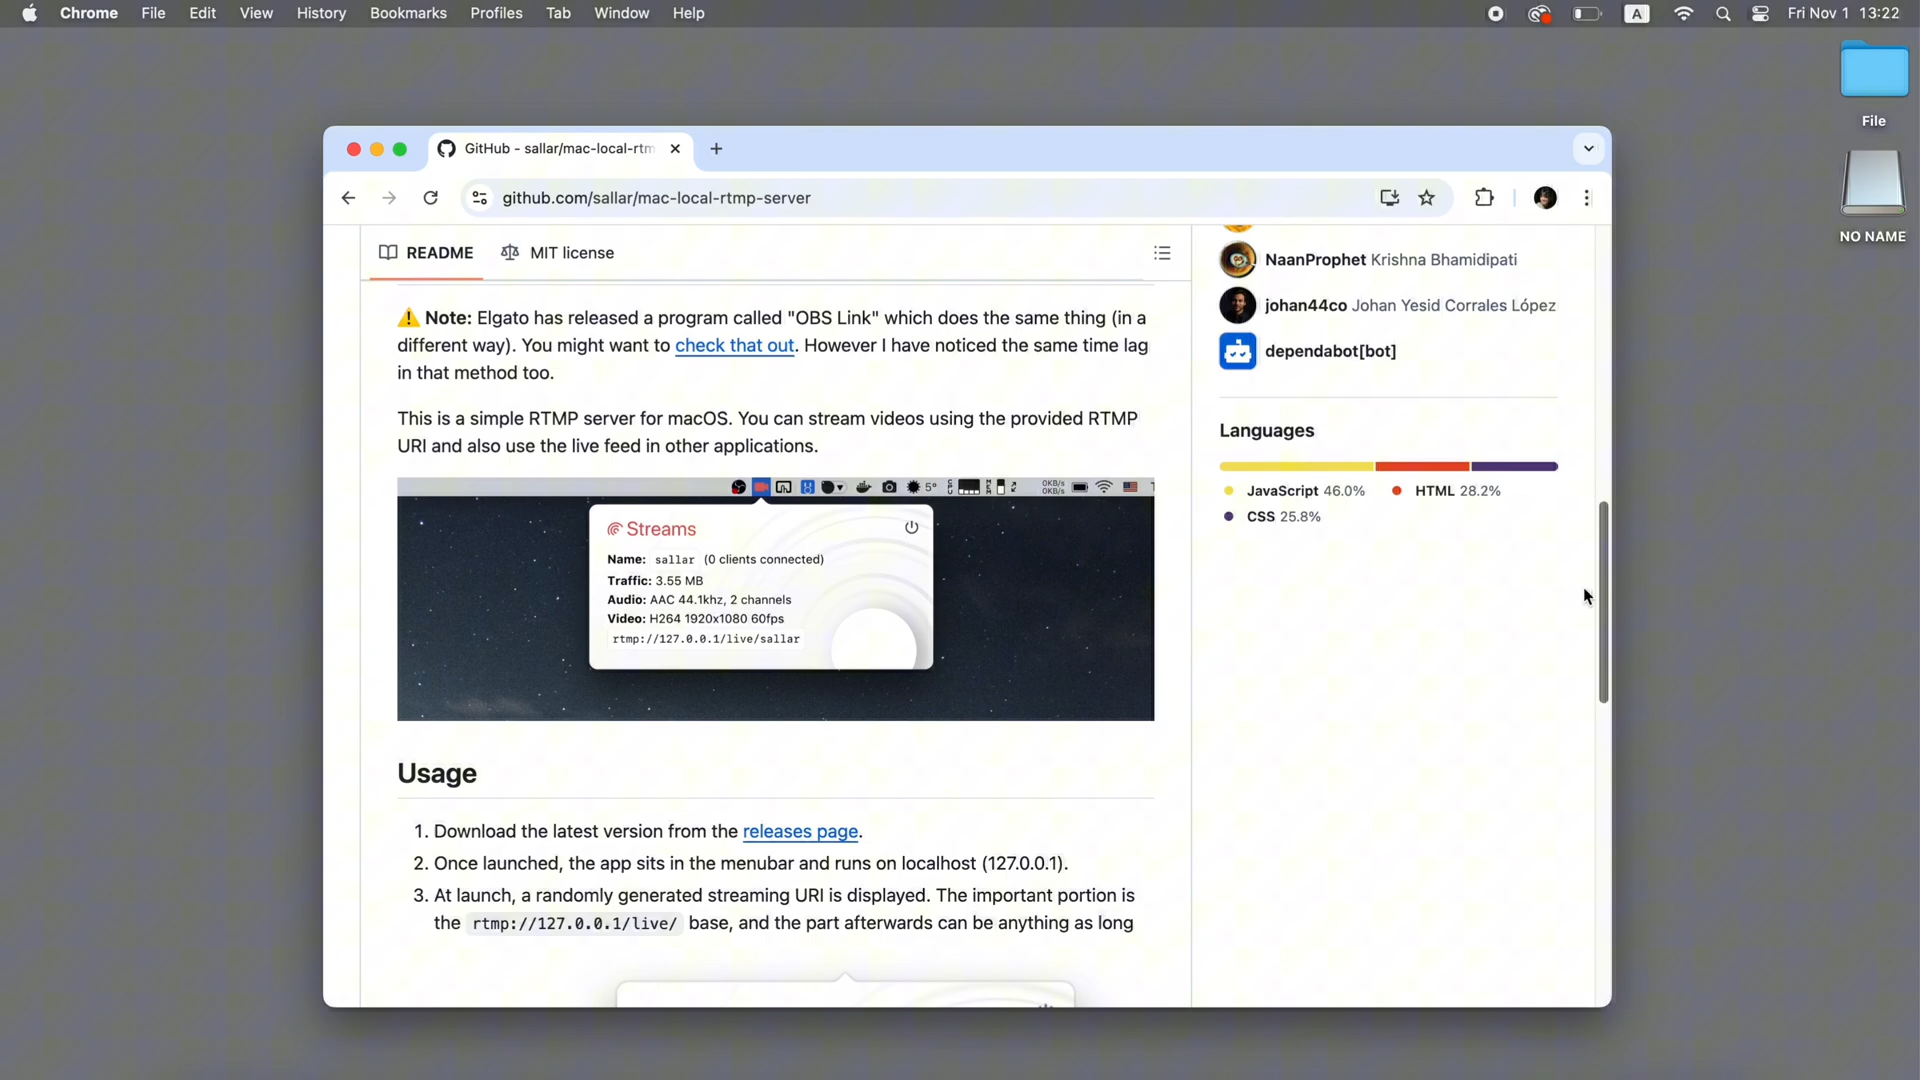 Chrome File Edit View History Bookmarks Profiles Tab Window Help A Fri Nov 1 13:22
File
NO NAME
GitHub - sallar/mac-local-rtm
github.com/sallar/mac-local-rtmp-server
README MIT license
NaanProphet Krishna Bhamidipati
johan44co Johan Yesid Corrales López
dependabot[bot]
Languages
JavaScript 46.0% HTML 28.2%
CSS 25.8%
Note: Elgato has released a program called "OBS Link" which does the same thing (in a
different way). You might want to check that out. However I have noticed the same time lag
in that method too.
This is a simple RTMP server for macOS. You can stream videos using the provided RTMP
URI and also use the live feed in other applications.
5° CPU MEM 0KB/s
0KB/s
Streams
Name: sallar (0 clients connected)
Traffic: 3.55 MB
Audio: AAC 44.1khz, 2 channels
Video: H264 1920x1080 60fps
rtmp://127.0.0.1/live/sallar
Usage
1. Download the latest version from the releases page.
2. Once launched, the app sits in the menubar and runs on localhost (127.0.0.1).
3. At launch, a randomly generated streaming URI is displayed. The important portion is
the rtmp://127.0.0.1/live/ base, and the part afterwards can be anything as long